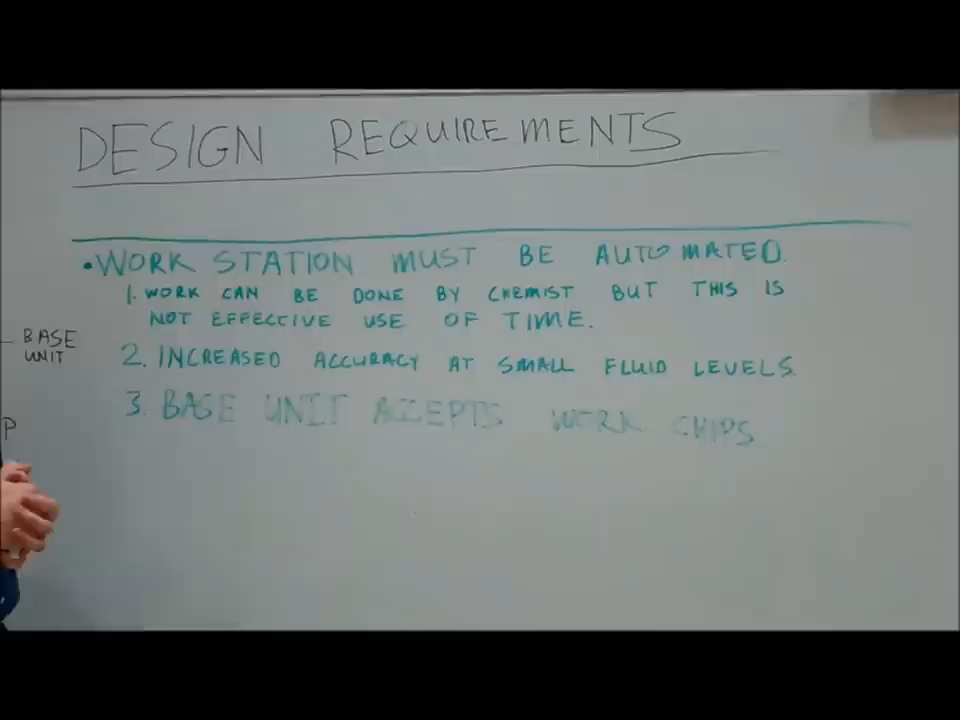 DESIGN REQUIREMENTS
• WORK STATION MUST BE AUTOMATED.
1. WORK CAN BE DONE BY CHEMIST BUT THIS IS
NOT EFFECTIVE USE OF TIME.
2. INCREASED ACCURACY AT SMALL FLUID LEVELS.
3. BASE UNIT ACCEPTS WORK CHIPS
BASE
UNIT
P